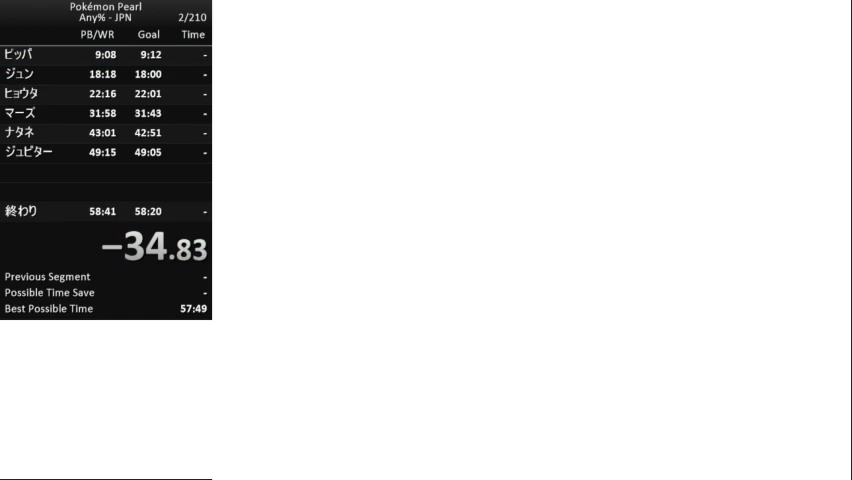 Pokémon Pearl
Any% - JPN 2/210
PB/WR Goal Time
ピッパ 9:08 9:12 -
ジュン 18:18 18:00 -
ヒョウタ 22:16 22:01 -
マーズ 31:58 31:43 -
ナタネ 43:01 42:51 -
ジュピター 49:15 49:05 -
終わり 58:41 58:20 -
−34.83
Previous Segment -
Possible Time Save -
Best Possible Time 57:49